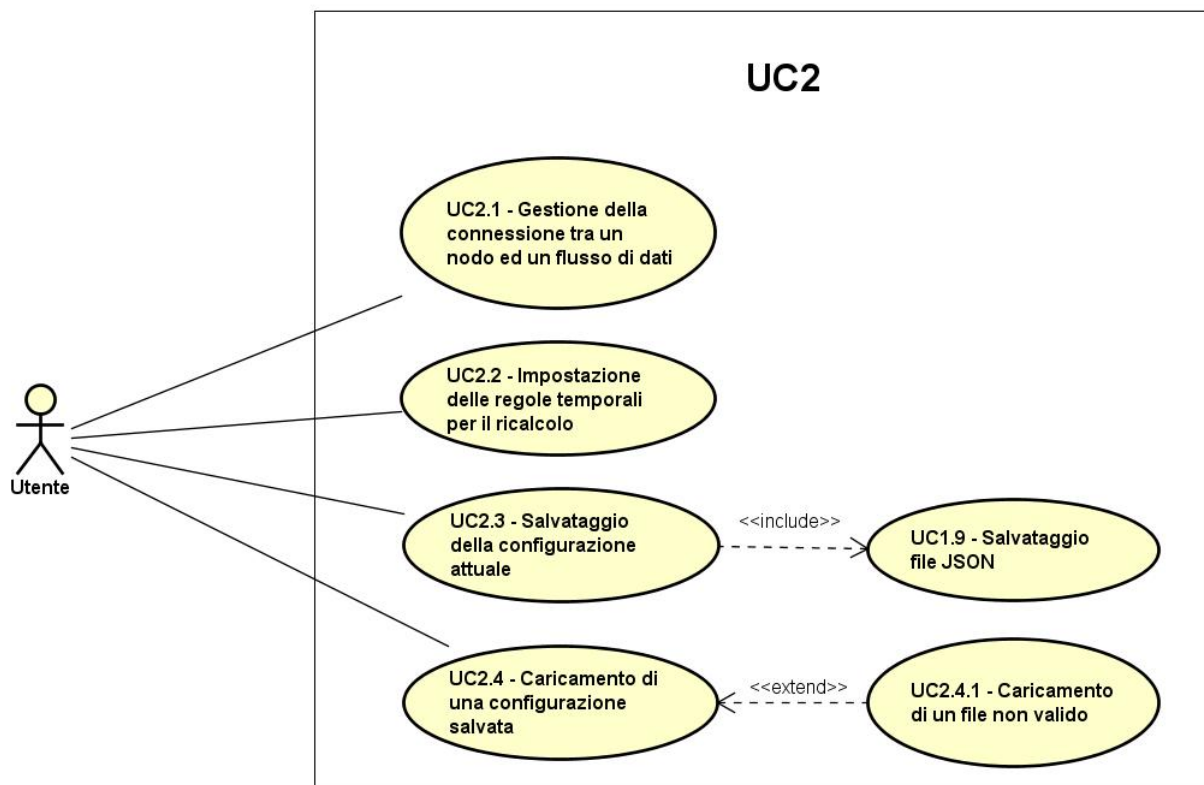 UC2
UC2.1 - Gestione della
connessione tra un
nodo ed un flusso di dati
UC2.2 - Impostazione
delle regole temporali
per il ricalcolo
Utente
UC2.3 - Salvataggio
della configurazione
attuale
<<include>>
UC1.9 - Salvataggio
file JSON
UC2.4 - Caricamento di
una configurazione
salvata
<<extend>>
UC2.4.1 - Caricamento
di un file non valido